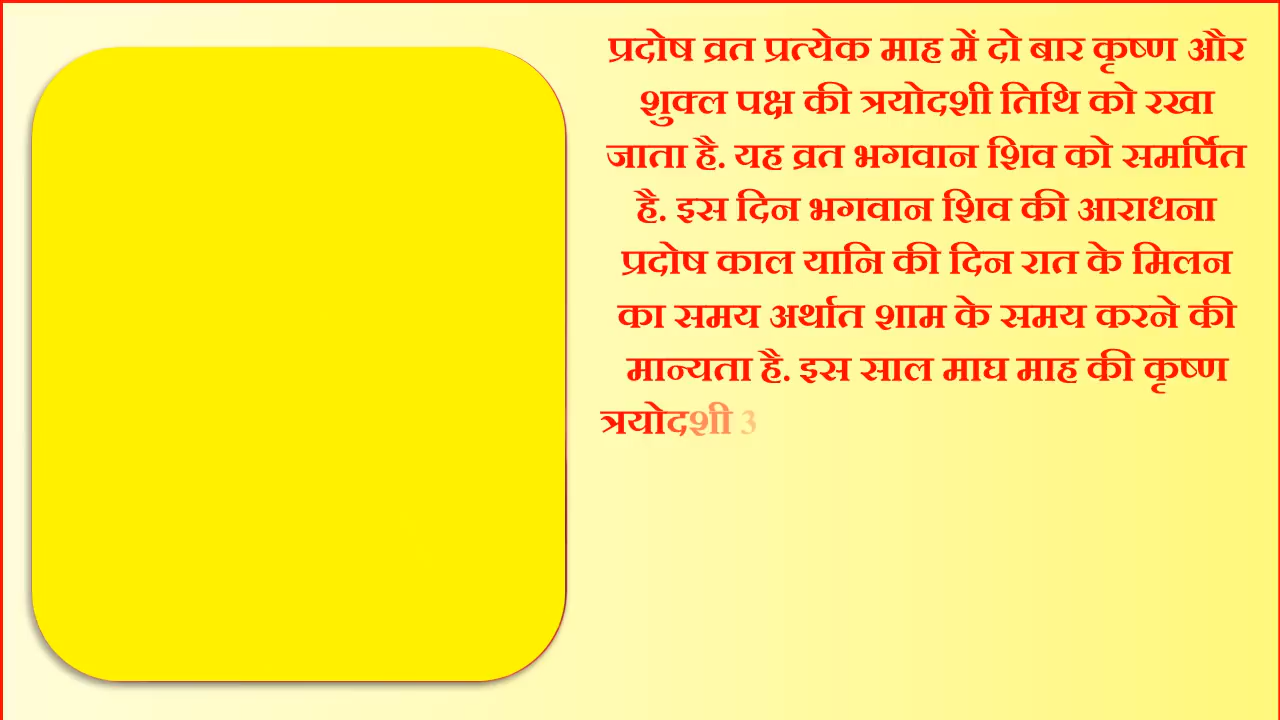 प्रदोष व्रत प्रत्येक माह में दो बार कृष्ण और
शुक्ल पक्ष की त्रयोदशी तिथि को रखा
जाता है. यह व्रत भगवान शिव को समर्पित
है. इस दिन भगवान शिव की आराधना
प्रदोष काल यानि की दिन रात के मिलन
का समय अर्थात शाम के समय करने की
मान्यता है. इस साल माघ माह की कृष्ण
त्रयोदशी 3